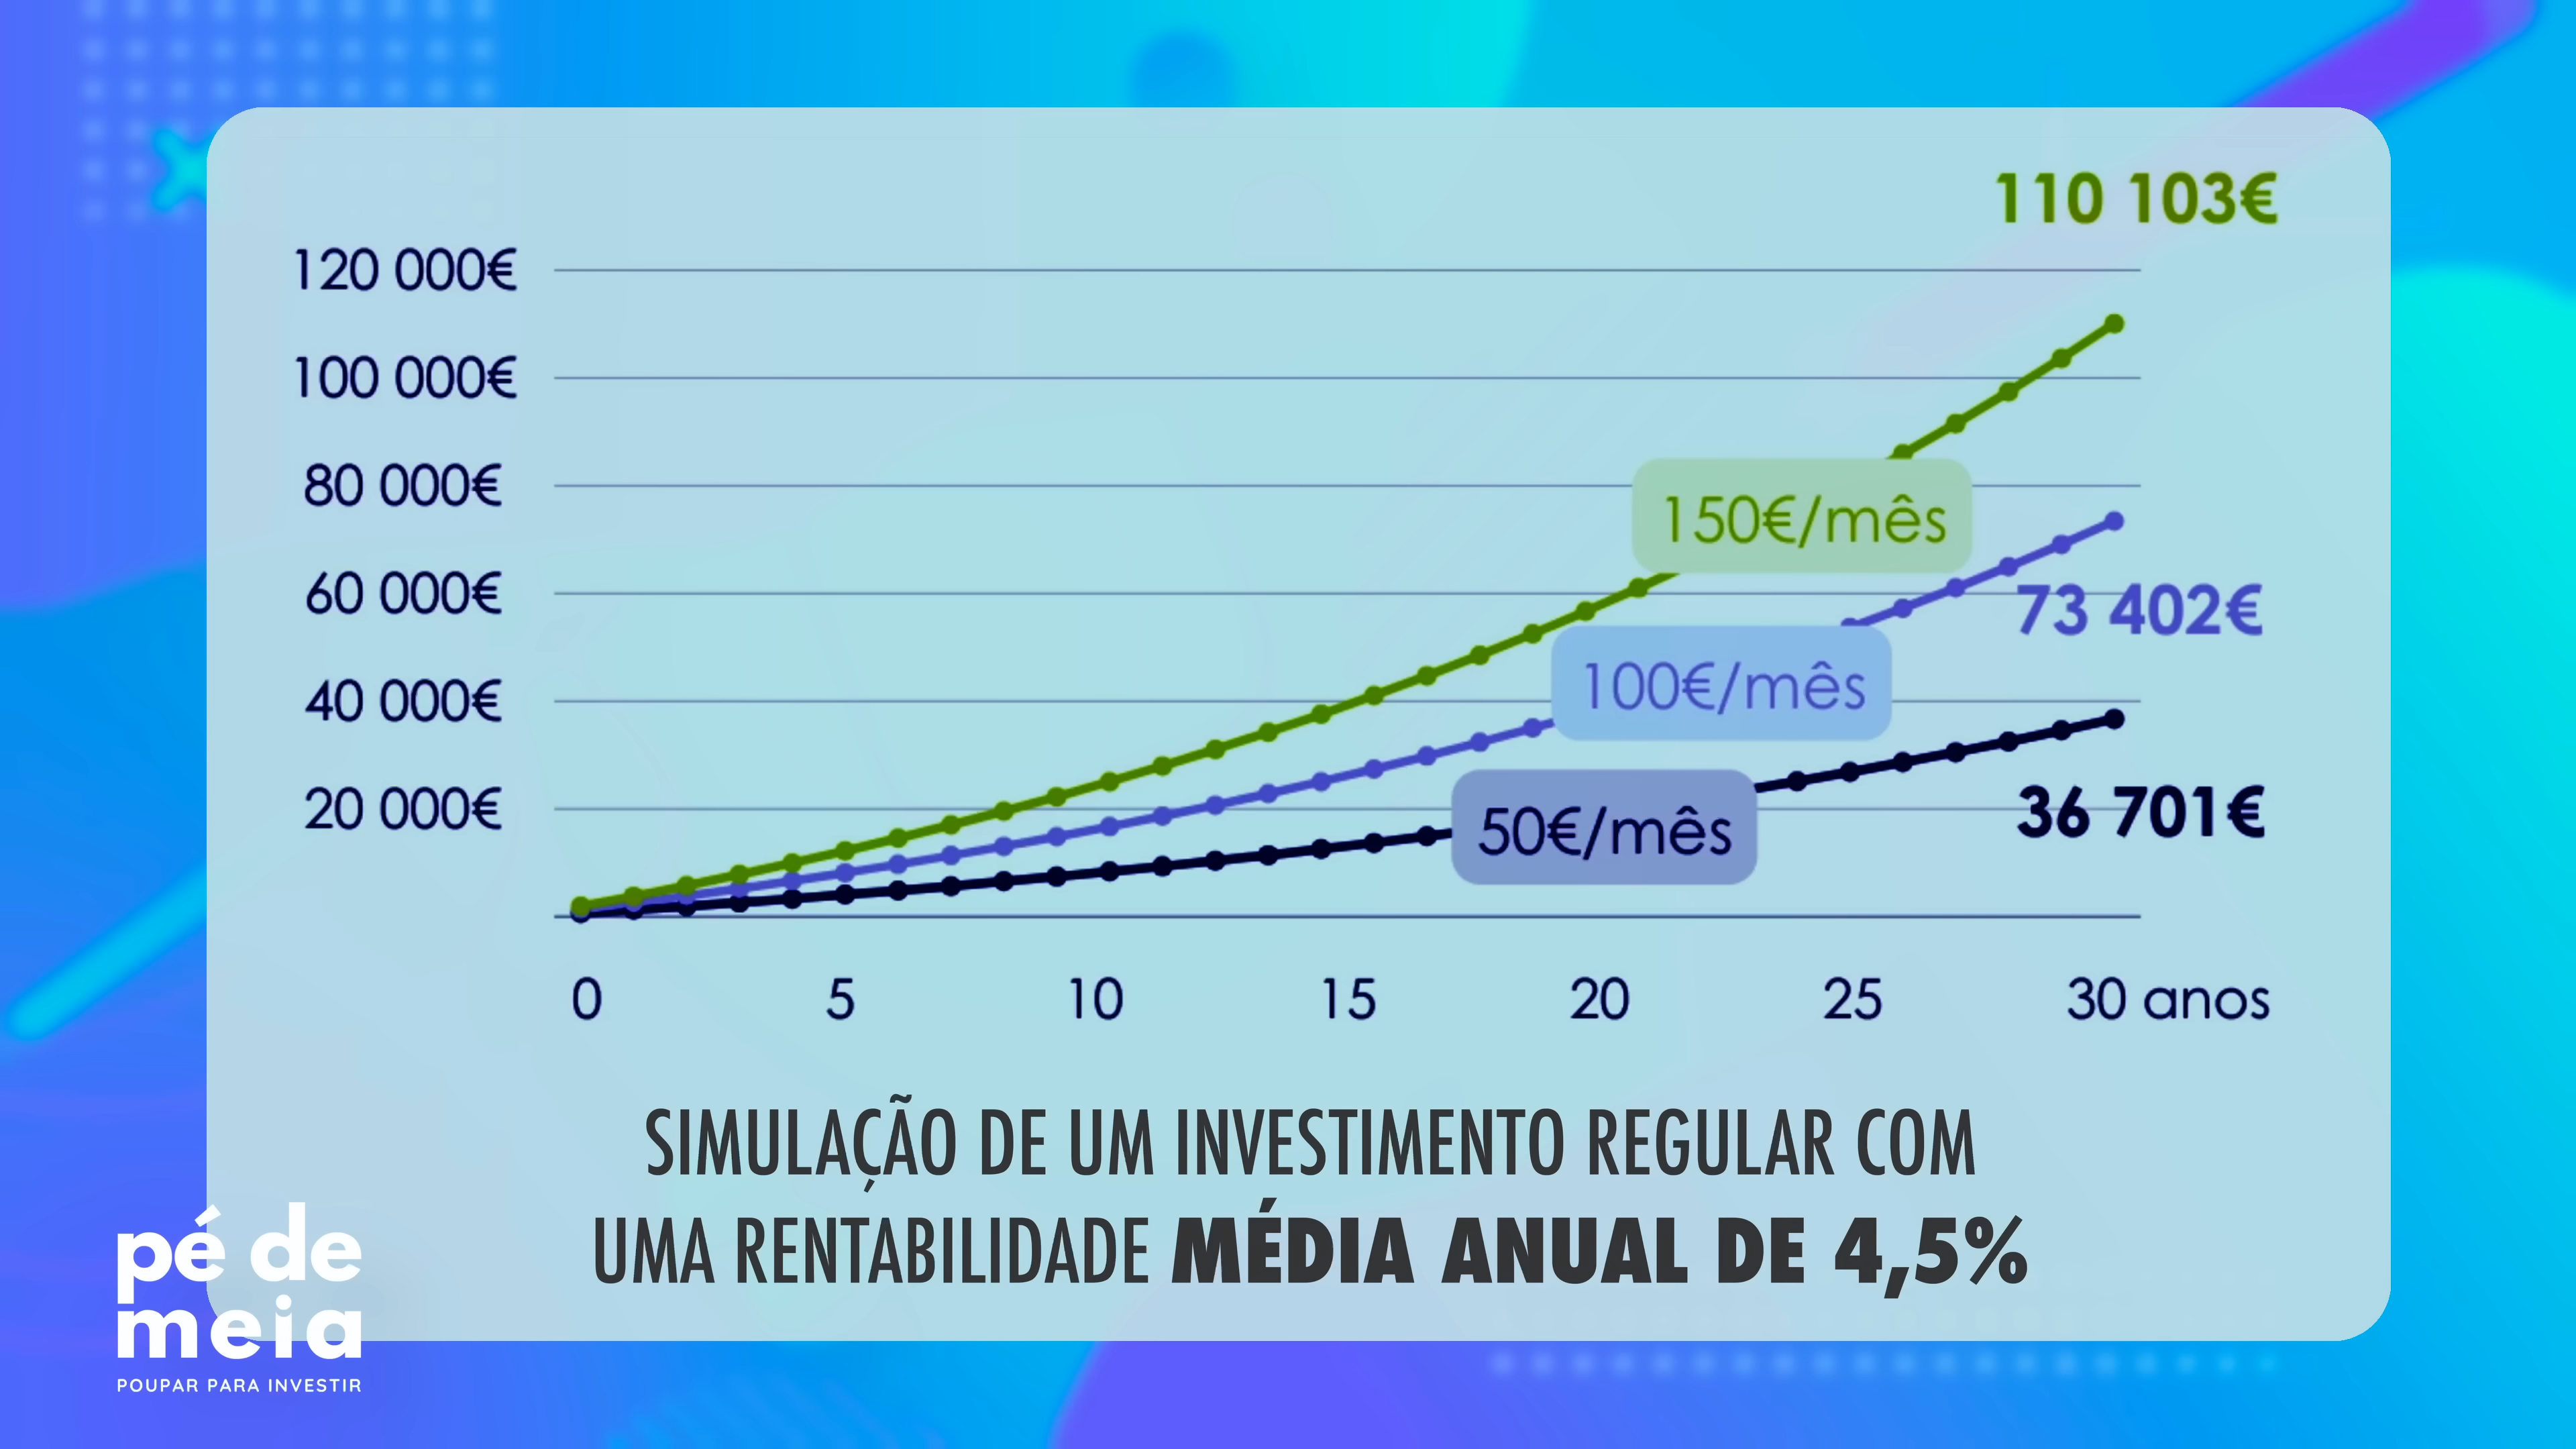 110 103€
120 000€
100 000€
80 000€
150€/mês
60 000€
73 402€
100€/mês
40 000€
20 000€
50€/mês
36 701€
0 5 10 15 20 25 30 anos
SIMULAÇÃO DE UM INVESTIMENTO REGULAR COM
UMA RENTABILIDADE MÉDIA ANUAL DE 4,5%
pé de
meia
POUPAR PARA INVESTIR